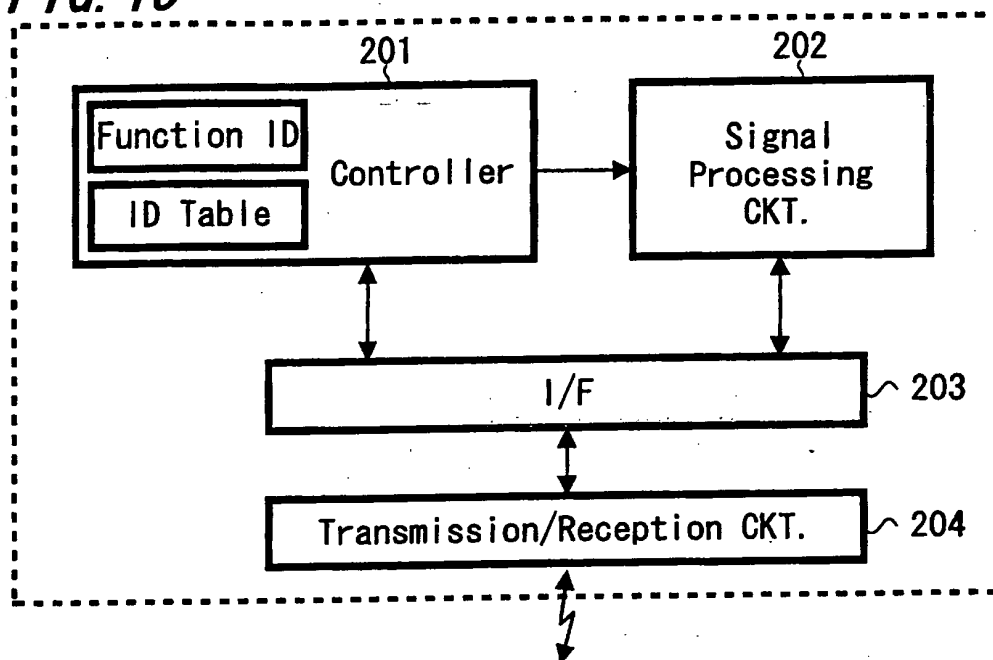 201
202
Function ID
ID Table
Controller
Signal
Processing
CKT.
I/F
203
Transmission/Reception CKT.
204